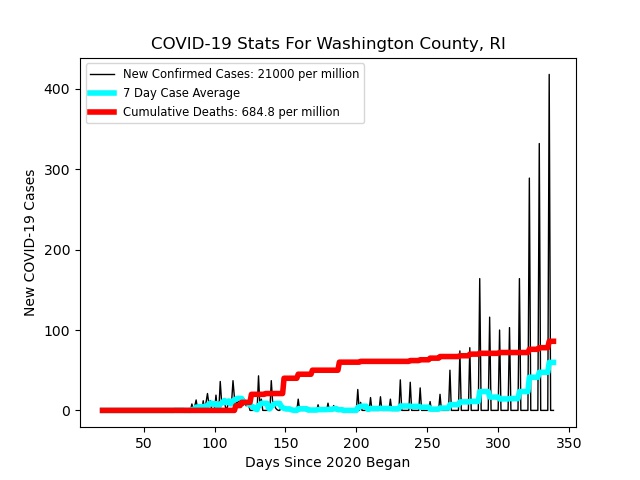 COVID-19 Stats For Washington County, RI
New Confirmed Cases: 21000 per million
7 Day Case Average
Cumulative Deaths: 684.8 per million
New COVID-19 Cases
400
300
200
100
0
50 100 150 200 250 300 350
Days Since 2020 Began